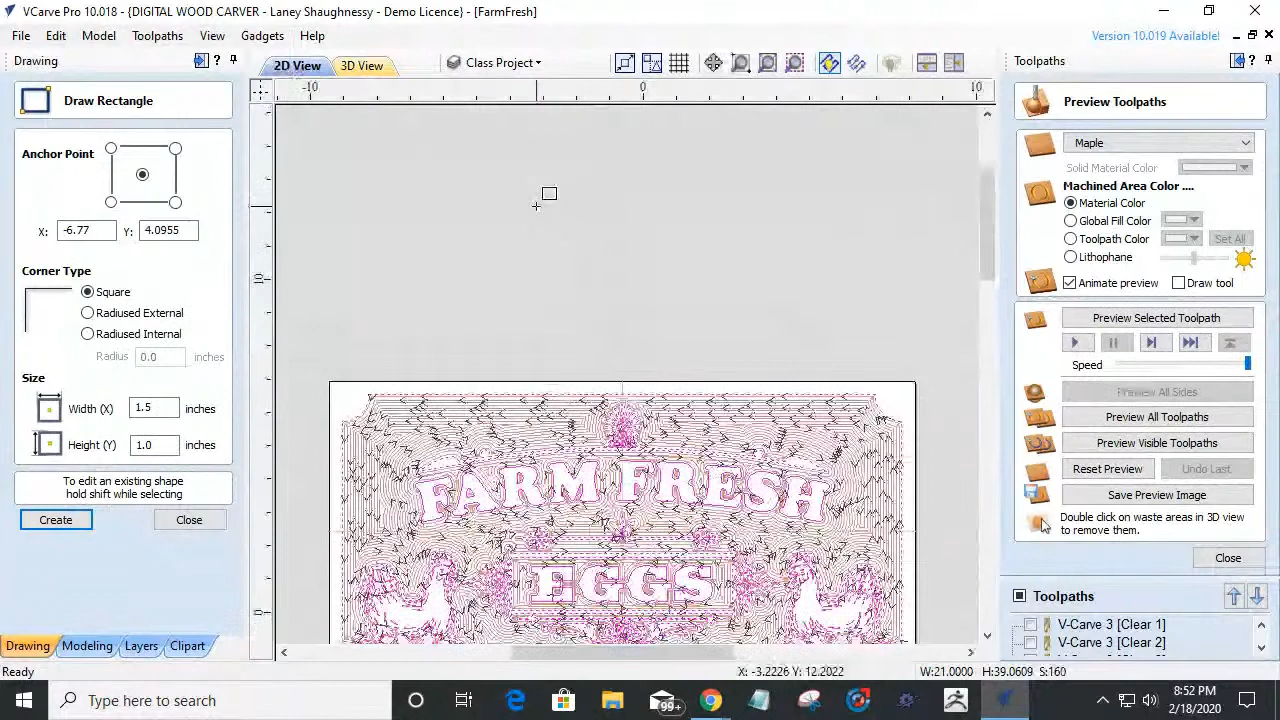 VCarve Pro 10.018 - {DIGITAL WOOD CARVER - Laney Shaughnessy - Demo Licence} - [FarmFresh]
File Edit Model Toolpaths View Gadgets Help Version 10.019 Available!
Drawing ?
2D View 3D View Class Project
Toolpaths ?
-10 0 10
Draw Rectangle
Anchor Point
X: -6.77 Y: 4.0955
Corner Type
Square
Radiused External
Radiused Internal
Radius 0.0 inches
Size
Width (X) 1.5 inches
Height (Y) 1.0 inches
To edit an existing shape
hold shift while selecting
Create Close
Drawing Modeling Layers Clipart
10
0
FARM FRESH
EGGS
Preview Toolpaths
Maple
Solid Material Color
Machined Area Color ....
Material Color
Global Fill Color
Toolpath Color Set All
Lithophane
Animate preview Draw tool
Preview Selected Toolpath
Speed
Preview All Sides
Preview All Toolpaths
Preview Visible Toolpaths
Reset Preview Undo Last
Save Preview Image
Double click on waste areas in 3D view
to remove them.
Close
Toolpaths
V-Carve 3 [Clear 1]
V-Carve 3 [Clear 2]
Ready X: -3.2226 Y: 12.2022 W:21.0000 H:39.0609 S:160
Type here to search 99+ 8:52 PM
2/18/2020